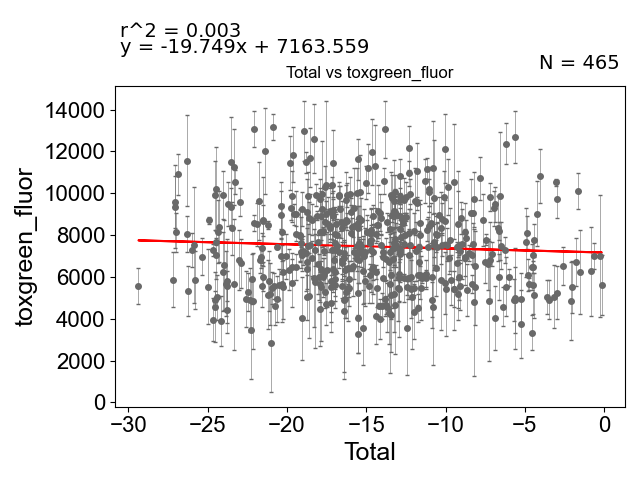 r^2 = 0.003
y = -19.749x + 7163.559
N = 465
Total vs toxgreen_fluor
14000
12000
10000
8000
6000
4000
2000
0
toxgreen_fluor
−30 −25 −20 −15 −10 −5 0
Total